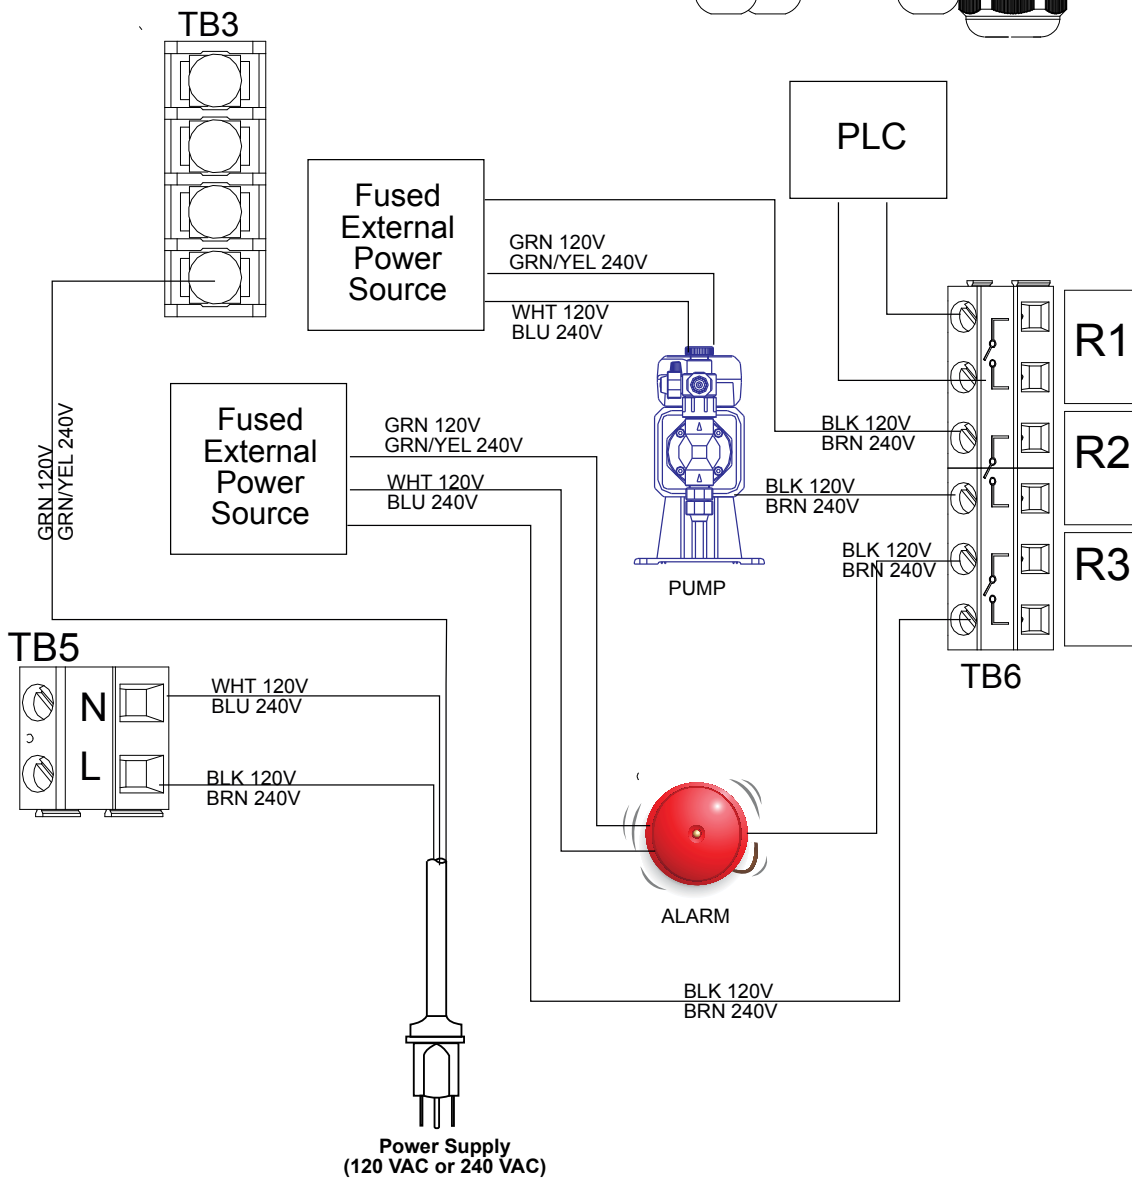 TB3
PLC
Fused
External
Power
Source
GRN 120V
GRN/YEL 240V
WHT 120V
BLU 240V
R1
Fused
External
Power
Source
GRN 120V
GRN/YEL 240V
WHT 120V
BLU 240V
BLK 120V
BRN 240V
R2
GRN 120V
GRN/YEL 240V
BLK 120V
BRN 240V
BLK 120V
BRN 240V
R3
PUMP
TB5
TB6
N
WHT 120V
BLU 240V
L
BLK 120V
BRN 240V
ALARM
BLK 120V
BRN 240V
Power Supply
(120 VAC or 240 VAC)